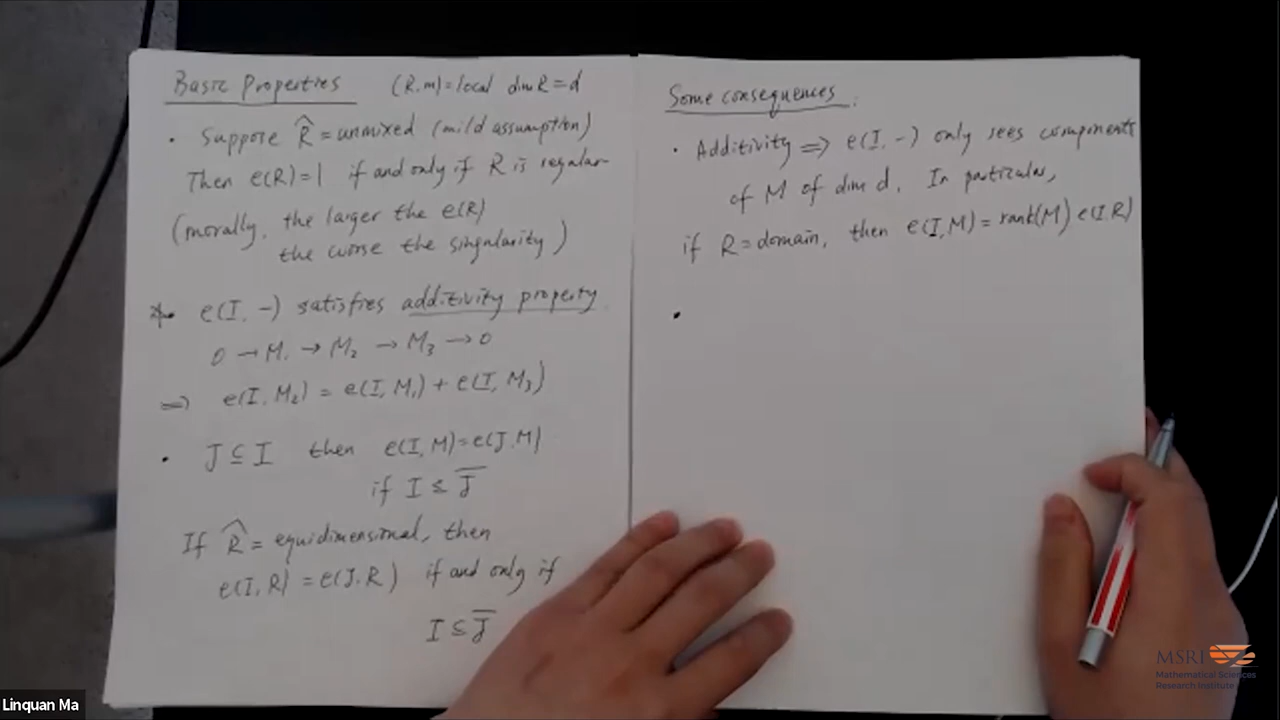 Basic Properties (R.m)=local dim R=d
• Suppose R̂ = unmixed (mild assumption)
Then e(R)=1 if and only if R is regular
(morally, the larger the e(R)
the worse the singularity)
* e(I, -) satisfies additivity property
0 → M₁ → M₂ → M₃ → 0
⟹ e(I, M₂) = e(I, M₁) + e(I, M₃)
• J ⊆ I then e(I, M)=e(J, M)
if I ⊆ J̅
If R̂ = equidimensional, then
e(I, R) = e(J, R) if and only if
I ⊆ J̅
Some consequences.
• Additivity ⟹ e(I, -) only sees components
of M of dim d. In particular,
if R = domain, then e(I, M) = rank(M) e(I, R)
•
MSRI
Mathematical Sciences
Research Institute
Linquan Ma